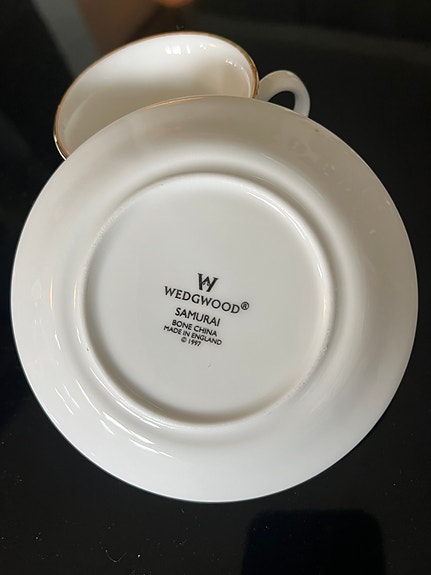 W
WEDGWOOD®
SAMURAI
BONE CHINA
MADE IN ENGLAND
© 1997